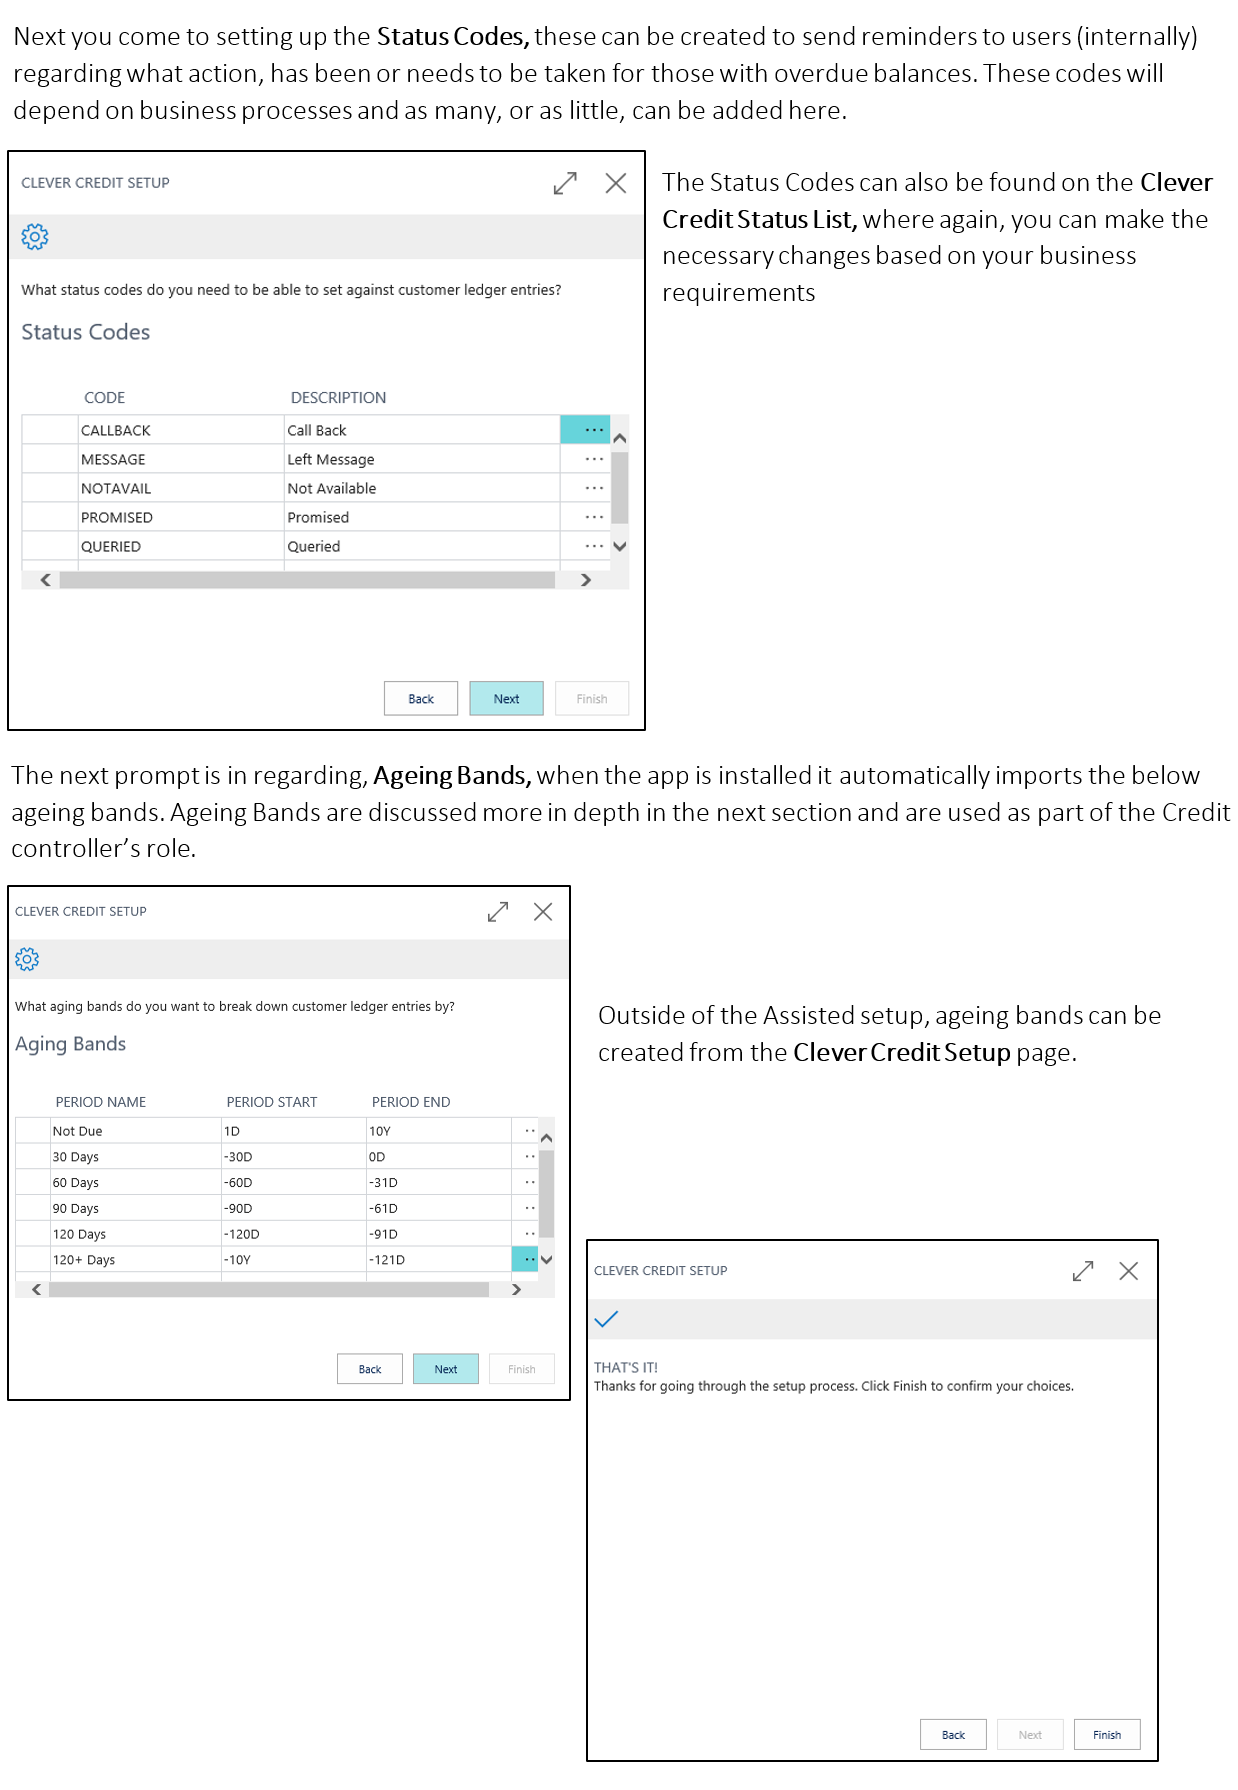 Next you come to setting up the Status Codes, these can be created to send reminders to users (internally)
regarding what action, has been or needs to be taken for those with overdue balances. These codes will
depend on business processes and as many, or as little, can be added here.
CLEVER CREDIT SETUP
What status codes do you need to be able to set against customer ledger entries?
Status Codes
CODE DESCRIPTION
CALLBACK Call Back ...
MESSAGE Left Message ...
NOTAVAIL Not Available ...
PROMISED Promised ...
QUERIED Queried ...
Back Next Finish
The Status Codes can also be found on the Clever
Credit Status List, where again, you can make the
necessary changes based on your business
requirements
The next prompt is in regarding, Ageing Bands, when the app is installed it automatically imports the below
ageing bands. Ageing Bands are discussed more in depth in the next section and are used as part of the Credit
controller’s role.
CLEVER CREDIT SETUP
What aging bands do you want to break down customer ledger entries by?
Aging Bands
PERIOD NAME PERIOD START PERIOD END
Not Due 1D 10Y
30 Days -30D 0D
60 Days -60D -31D
90 Days -90D -61D
120 Days -120D -91D
120+ Days -10Y -121D
Back Next Finish
Outside of the Assisted setup, ageing bands can be
created from the Clever Credit Setup page.
CLEVER CREDIT SETUP
THAT'S IT!
Thanks for going through the setup process. Click Finish to confirm your choices.
Back Next Finish